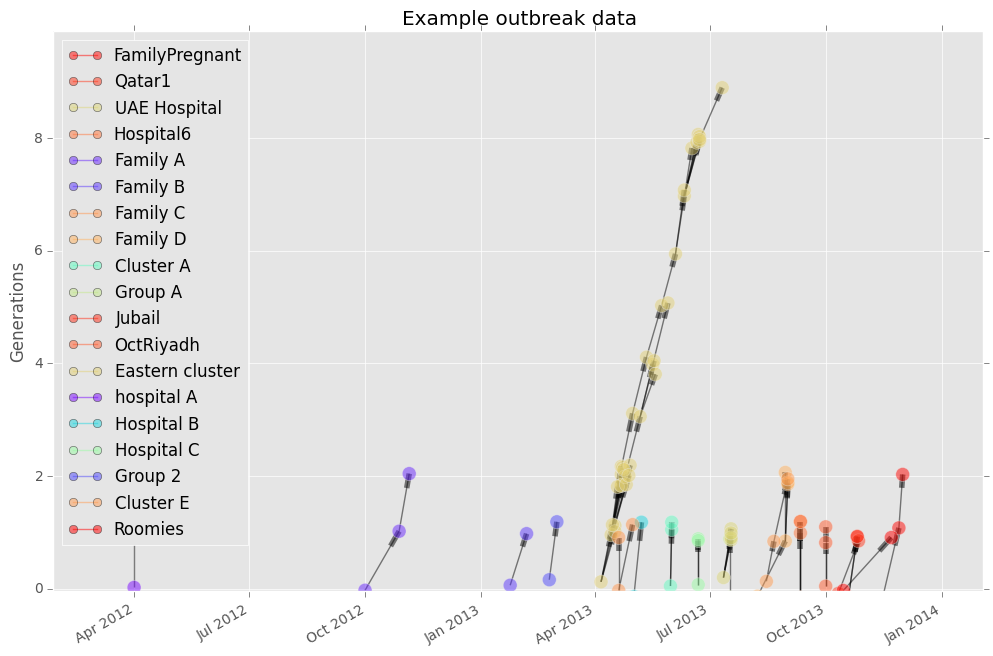 Example outbreak data
FamilyPregnant
Qatar1
UAE Hospital
Hospital6
Family A
Family B
Family C
Family D
Cluster A
Group A
Jubail
OctRiyadh
Eastern cluster
hospital A
Hospital B
Hospital C
Group 2
Cluster E
Roomies
Generations
8
6
4
2
0
Apr 2012
Jul 2012
Oct 2012
Jan 2013
Apr 2013
Jul 2013
Oct 2013
Jan 2014